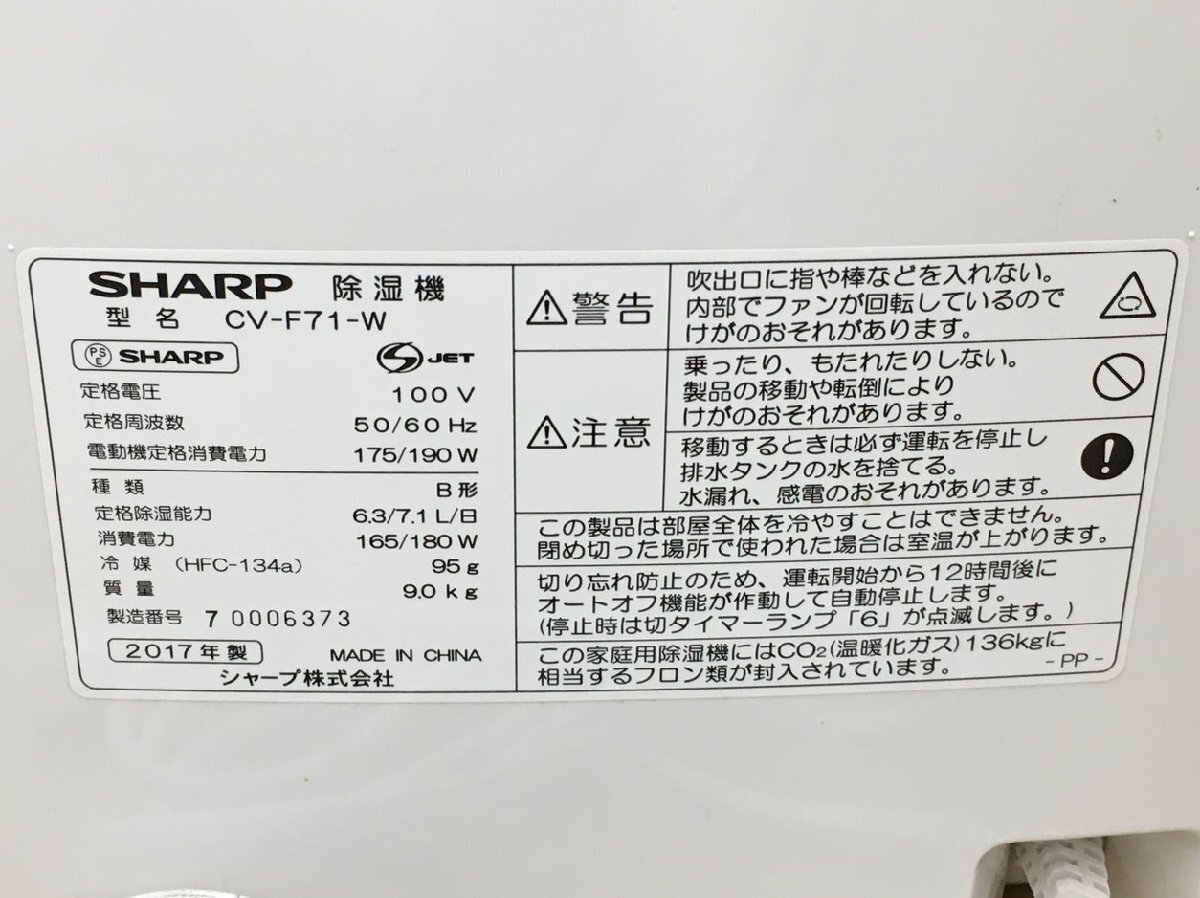 SHARP 除湿機
型名 CV-F71-W
PSE SHARP S JET
定格電圧 100V
定格周波数 50/60Hz
電動機定格消費電力 175/190W
種類 B形
定格除湿能力 6.3/7.1L/日
消費電力 165/180W
冷媒 (HFC-134a) 95g
質量 9.0kg
製造番号 7 0006373
2017年製 MADE IN CHINA
シャープ株式会社
警告
吹出口に指や棒などを入れない。
内部でファンが回転しているので
けがのおそれがあります。
注意
乗ったり、もたれたりしない。
製品の移動や転倒により
けがのおそれがあります。
移動するときは必ず運転を停止し
排水タンクの水を捨てる。
水漏れ、感電のおそれがあります。
この製品は部屋全体を冷やすことはできません。
閉め切った場所で使われた場合は室温が上がります。
切り忘れ防止のため、運転開始から12時間後に
オートオフ機能が作動して自動停止します。
(停止時は切タイマーランプ「6」が点滅します。)
この家庭用除湿機にはCO2(温暖化ガス)136kgに
相当するフロン類が封入されています。
-PP-